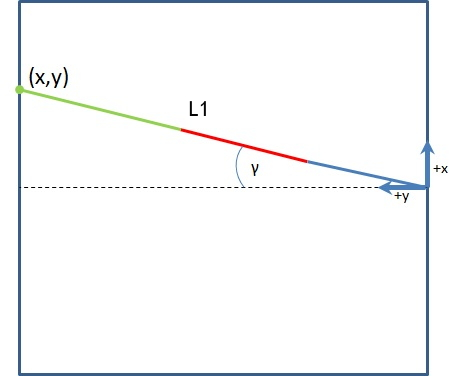 (x,y)
L1
γ
+x
+y